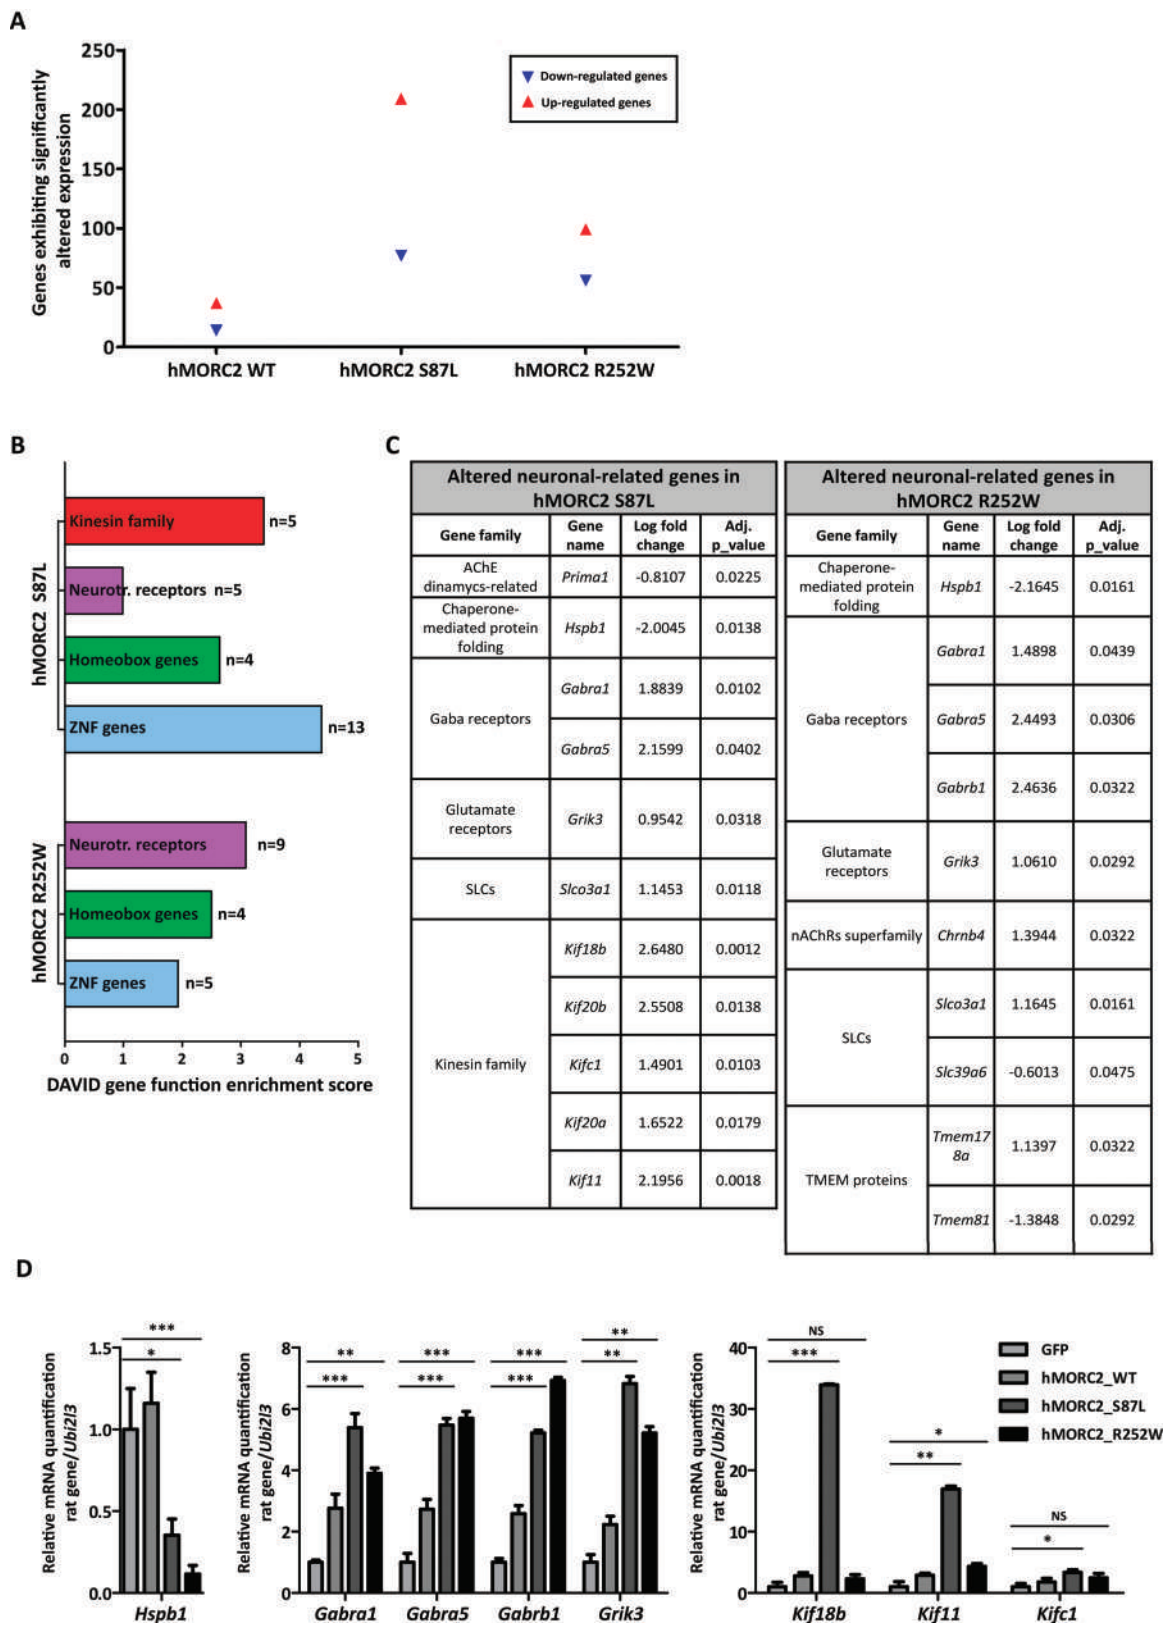 A
Genes exhibiting significantly
altered expression
250
200
150
100
50
0
Down-regulated genes
Up-regulated genes
hMORC2 WT
hMORC2 S87L
hMORC2 R252W
B
hMORC2 S87L
Kinesin family n=5
Neurotr. receptors n=5
Homeobox genes n=4
ZNF genes n=13
hMORC2 R252W
Neurotr. receptors n=9
Homeobox genes n=4
ZNF genes n=5
0 1 2 3 4 5
DAVID gene function enrichment score
C
Altered neuronal-related genes in
hMORC2 S87L
Gene family Gene name Log fold change Adj. p_value
AChE dinamycs-related Prima1 -0.8107 0.0225
Chaperone-mediated protein folding Hspb1 -2.0045 0.0138
Gaba receptors Gabra1 1.8839 0.0102
Gabra5 2.1599 0.0402
Glutamate receptors Grik3 0.9542 0.0318
SLCs Slco3a1 1.1453 0.0118
Kinesin family Kif18b 2.6480 0.0012
Kif20b 2.5508 0.0138
Kifc1 1.4901 0.0103
Kif20a 1.6522 0.0179
Kif11 2.1956 0.0018
Altered neuronal-related genes in
hMORC2 R252W
Gene family Gene name Log fold change Adj. p_value
Chaperone-mediated protein folding Hspb1 -2.1645 0.0161
Gaba receptors Gabra1 1.4898 0.0439
Gabra5 2.4493 0.0306
Gabrb1 2.4636 0.0322
Glutamate receptors Grik3 1.0610 0.0292
nAChRs superfamily Chrnb4 1.3944 0.0322
SLCs Slco3a1 1.1645 0.0161
Slc39a6 -0.6013 0.0475
TMEM proteins Tmem178a 1.1397 0.0322
Tmem81 -1.3848 0.0292
D
Relative mRNA quantification
rat gene/Ubi2l3
1.5
1.0
0.5
0.0
***
*
Hspb1
Relative mRNA quantification
rat gene/Ubi2l3
8
6
4
2
0
** *** *** **
*** *** *** **
Gabra1 Gabra5 Gabrb1 Grik3
Relative mRNA quantification
rat gene/Ubi2l3
40
30
20
10
0
NS
***
*
**
NS
*
Kif18b Kif11 Kifc1
GFP
hMORC2_WT
hMORC2_S87L
hMORC2_R252W